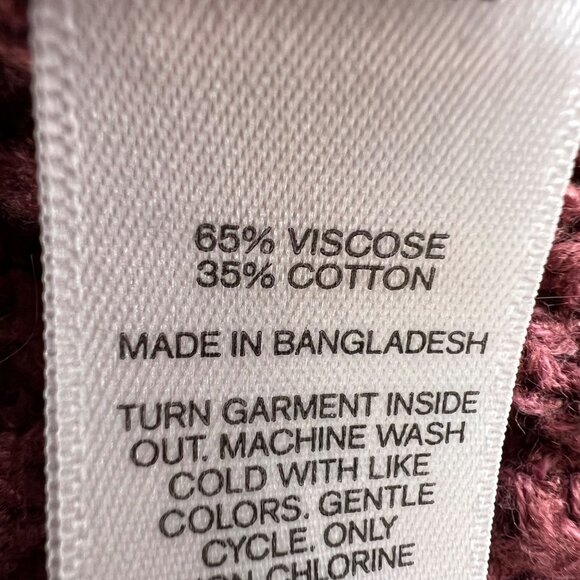 65% VISCOSE
35% COTTON
MADE IN BANGLADESH
TURN GARMENT INSIDE
OUT. MACHINE WASH
COLD WITH LIKE
COLORS. GENTLE
CYCLE. ONLY
CHLORINE